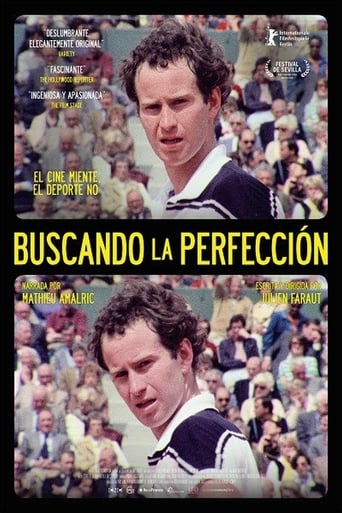 "DESLUMBRANTE
ELEGANTEMENTE ORIGINAL"
VARIETY
"FASCINANTE"
THE HOLLYWOOD REPORTER
"INGENIOSA Y APASIONADA"
THE FILM STAGE
Internationale
Filmfestspiele
Berlin
FESTIVAL
DE SEVILLA
EL CINE MIENTE,
EL DEPORTE NO
BUSCANDO LA PERFECCIÓN
NARRADA POR
MATHIEU AMALRIC
ESCRITA Y DIRIGIDA POR
JULIEN FARAUT